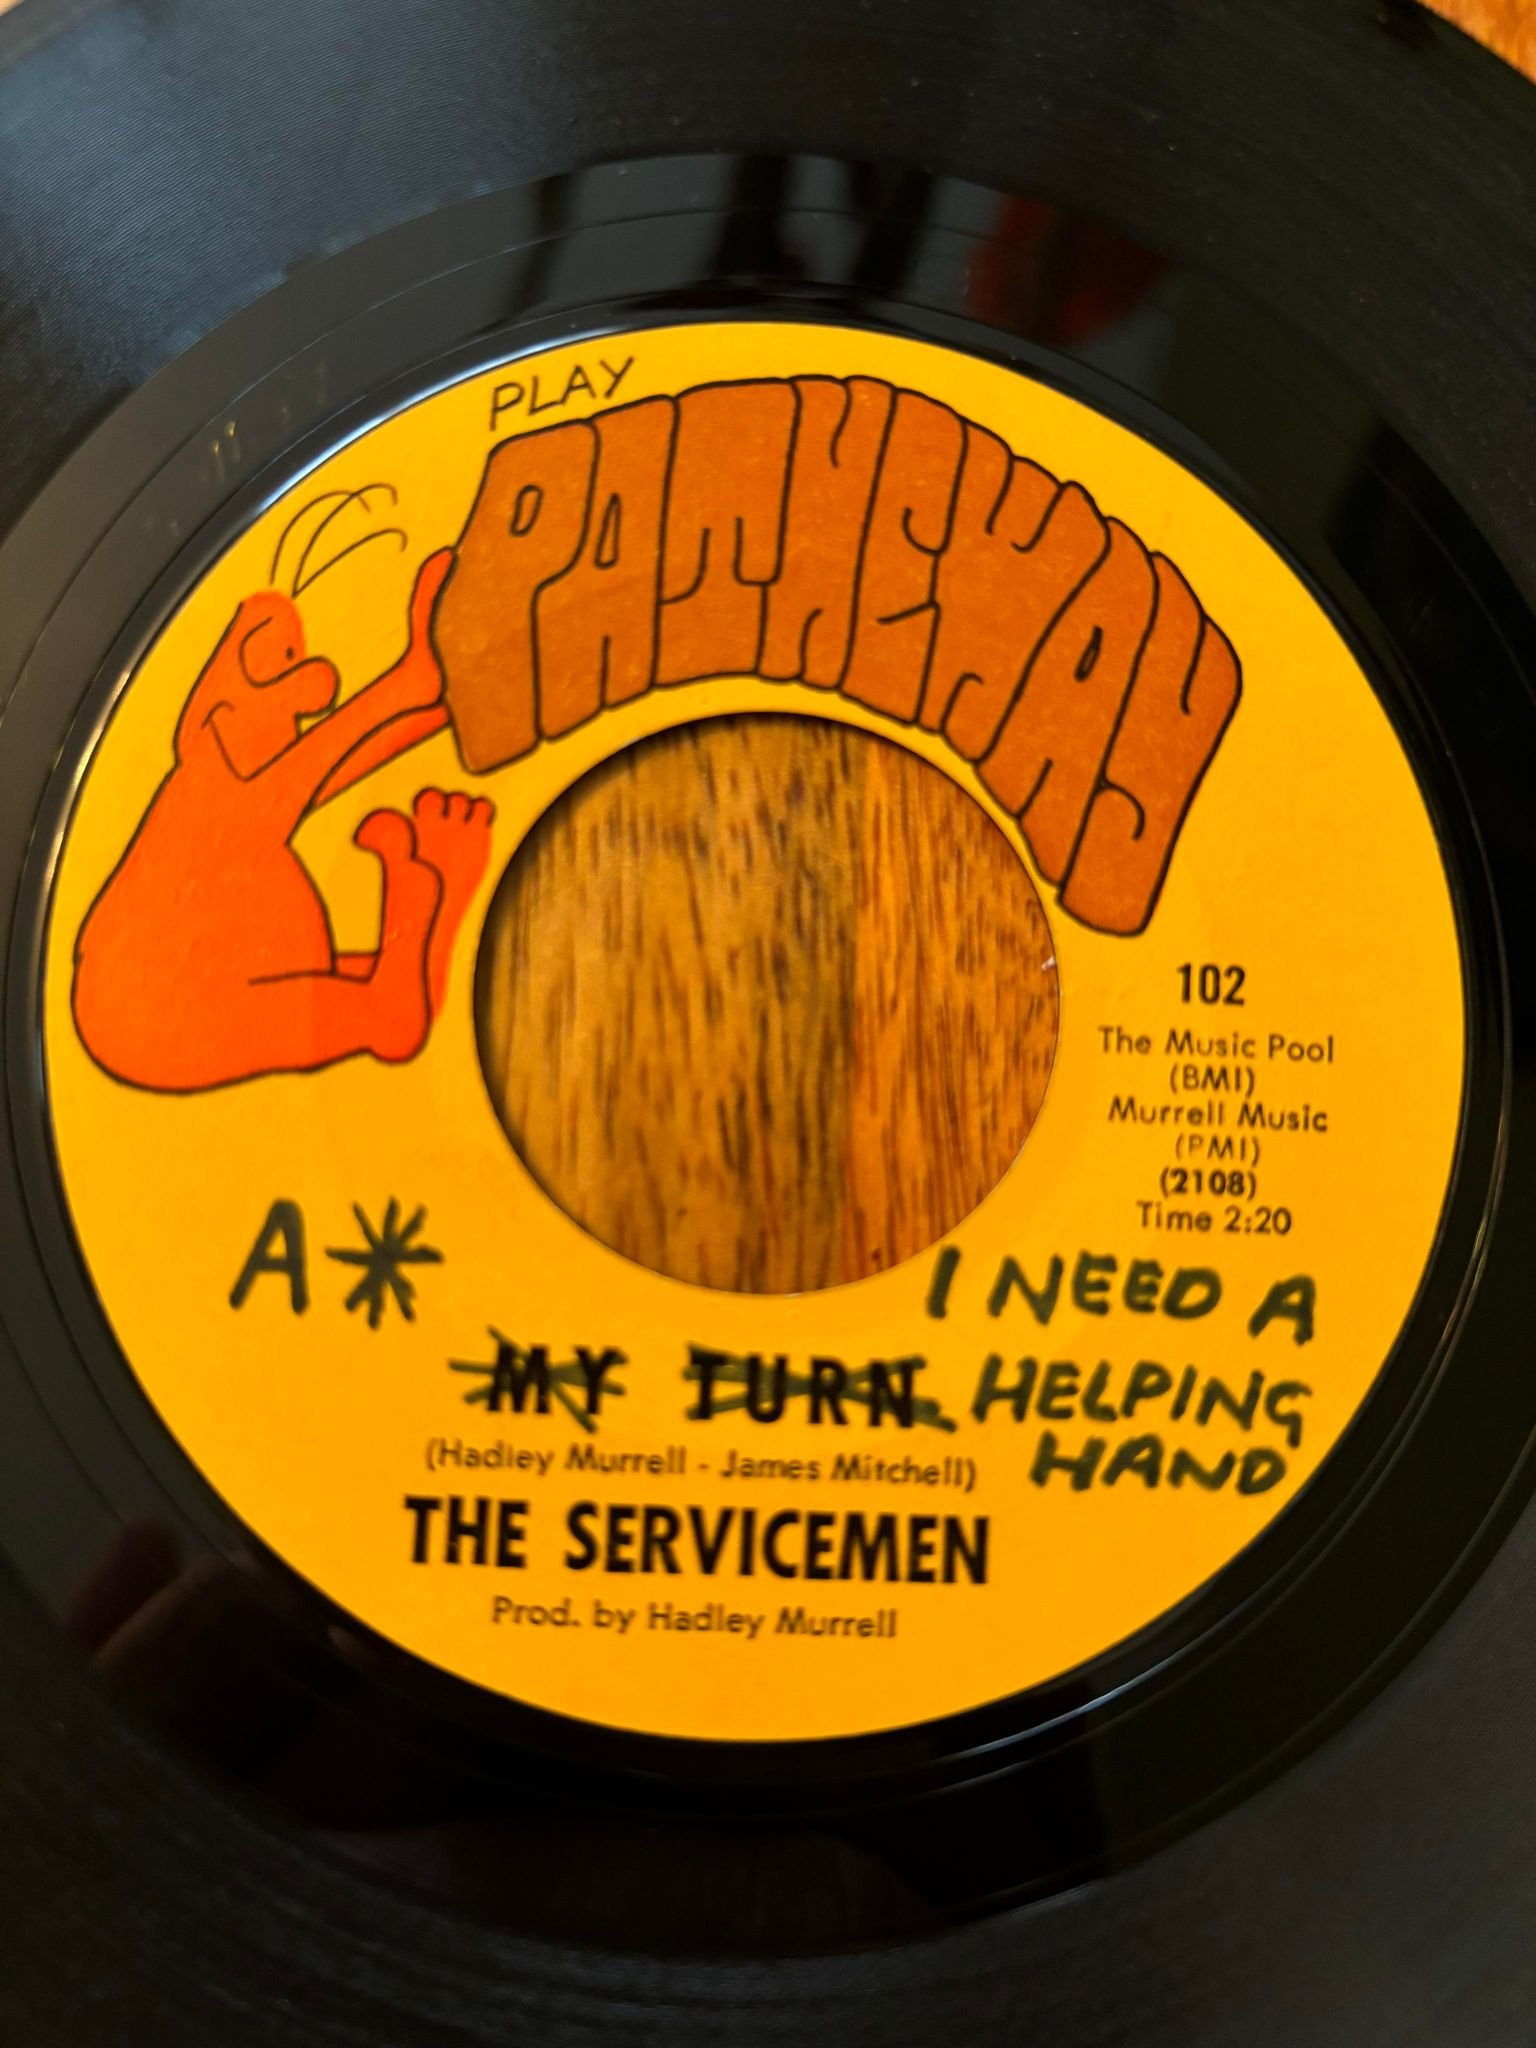 PLAY
PATHEWAY
102
The Music Pool
(BMI)
Murrell Music
(PMI)
(2108)
Time 2:20
A*
I NEED A
HELPING
HAND
MY TURN
(Hadley Murrell - James Mitchell)
THE SERVICEMEN
Prod. by Hadley Murrell